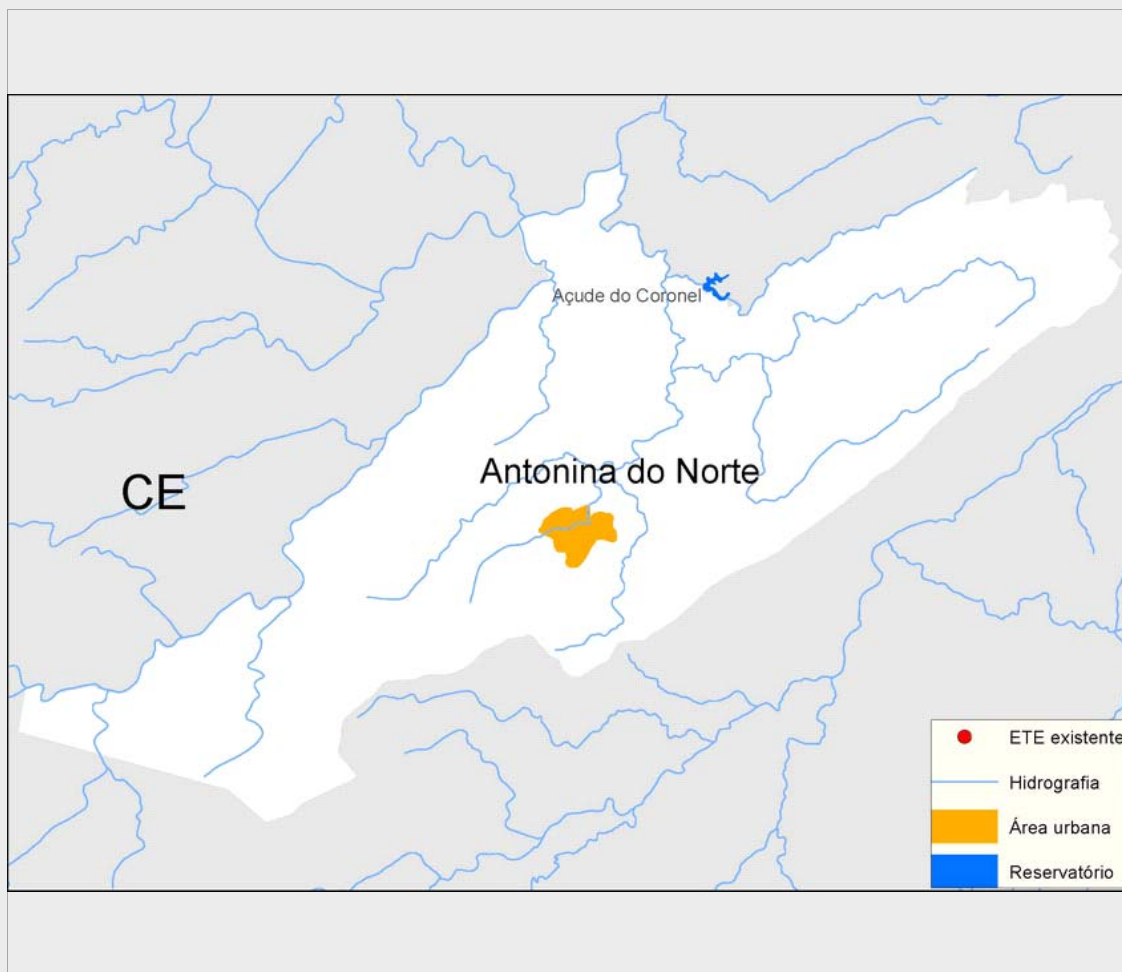 Açude do Coronel
Antonina do Norte
CE
ETE existente
Hidrografia
Área urbana
Reservatório